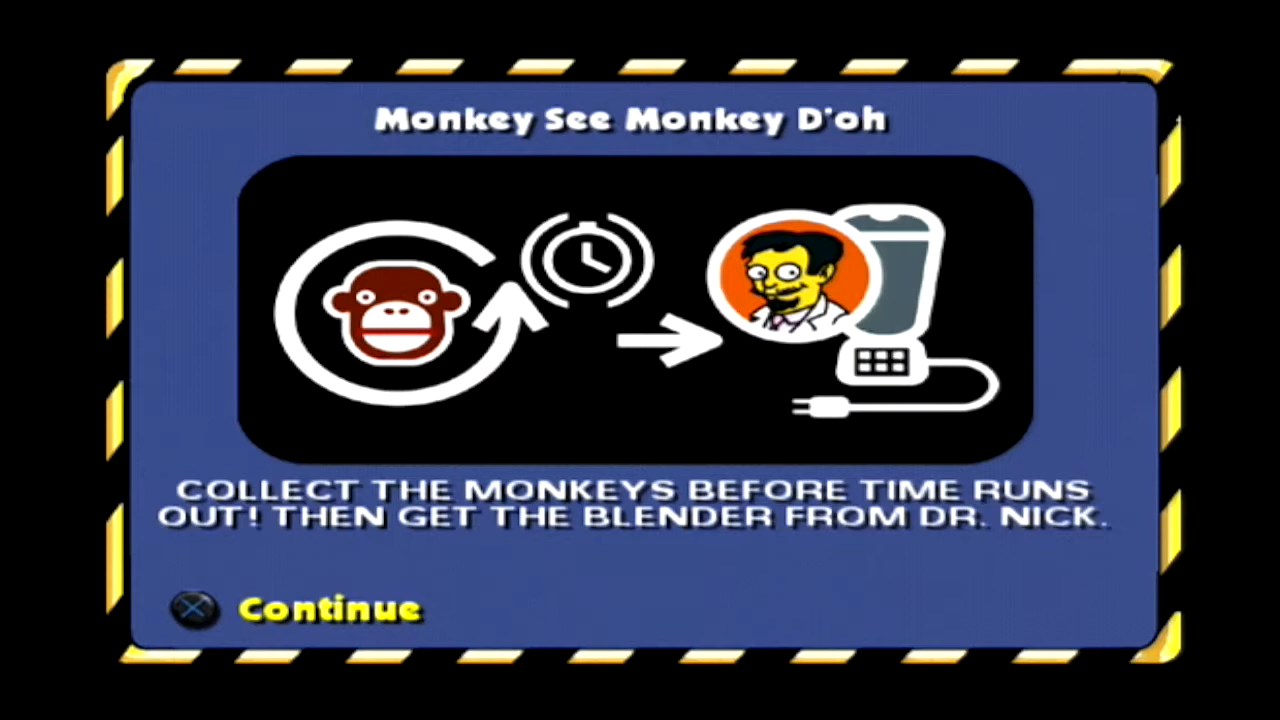 Monkey See Monkey D'oh
COLLECT THE MONKEYS BEFORE TIME RUNS
OUT! THEN GET THE BLENDER FROM DR. NICK.
Continue